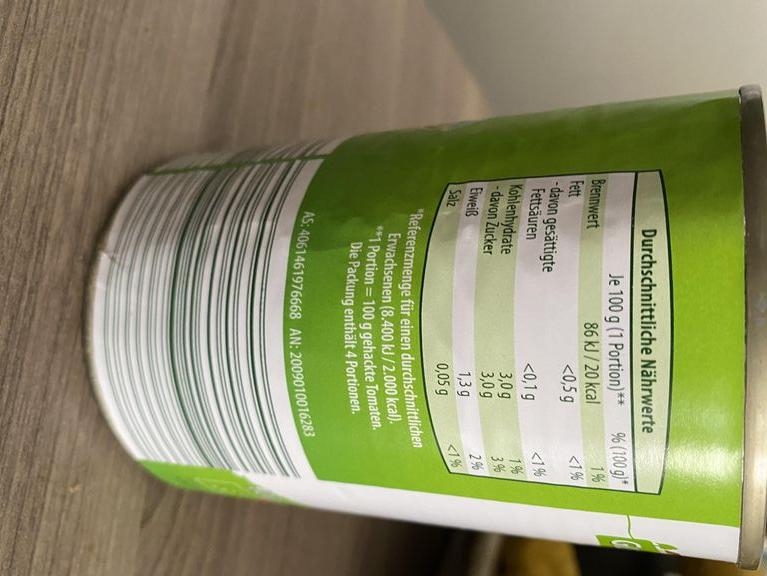 Durchschnittliche Nährwerte
Je 100 g (1 Portion)** % (100 g)*
Brennwert 86 kJ / 20 kcal 1 %
Fett <0,5 g <1 %
- davon gesättigte
Fettsäuren <0,1 g <1 %
Kohlenhydrate 3,0 g 1 %
- davon Zucker 3,0 g 3 %
Eiweiß 1,3 g 2 %
Salz 0,05 g <1 %
*Referenzmenge für einen durchschnittlichen
Erwachsenen (8.400 kJ / 2.000 kcal).
**1 Portion = 100 g gehackte Tomaten.
Die Packung enthält 4 Portionen.
AS: 4061461976668 AN: 2009010016283